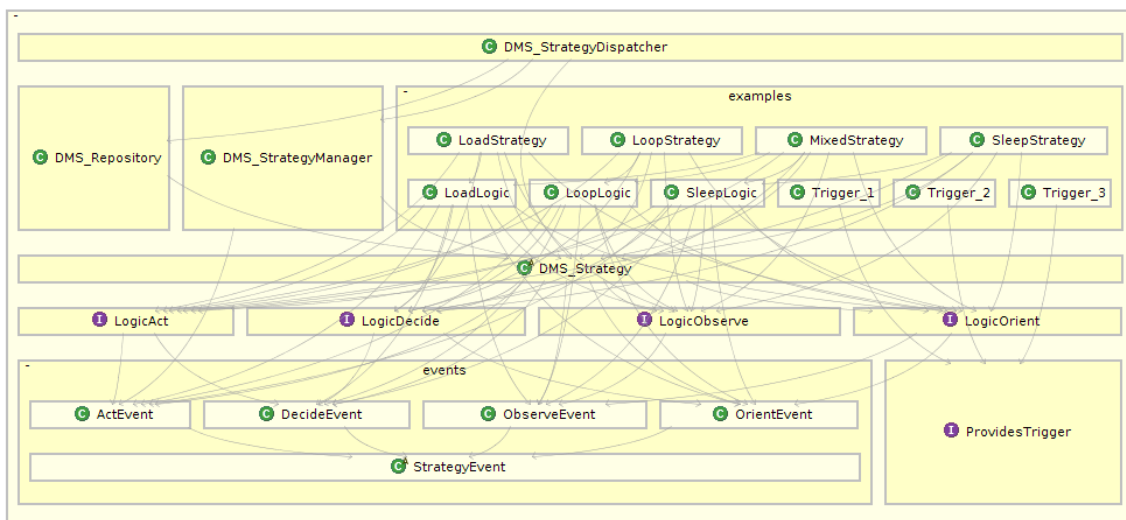 -
C DMS_StrategyDispatcher
- examples
C LoadStrategy C LoopStrategy C MixedStrategy C SleepStrategy
C DMS_Repository C DMS_StrategyManager
C LoadLogic C LoopLogic C SleepLogic C Trigger_1 C Trigger_2 C Trigger_3
C A DMS_Strategy
I LogicAct I LogicDecide I LogicObserve I LogicOrient
- events
C ActEvent C DecideEvent C ObserveEvent C OrientEvent
I ProvidesTrigger
C A StrategyEvent